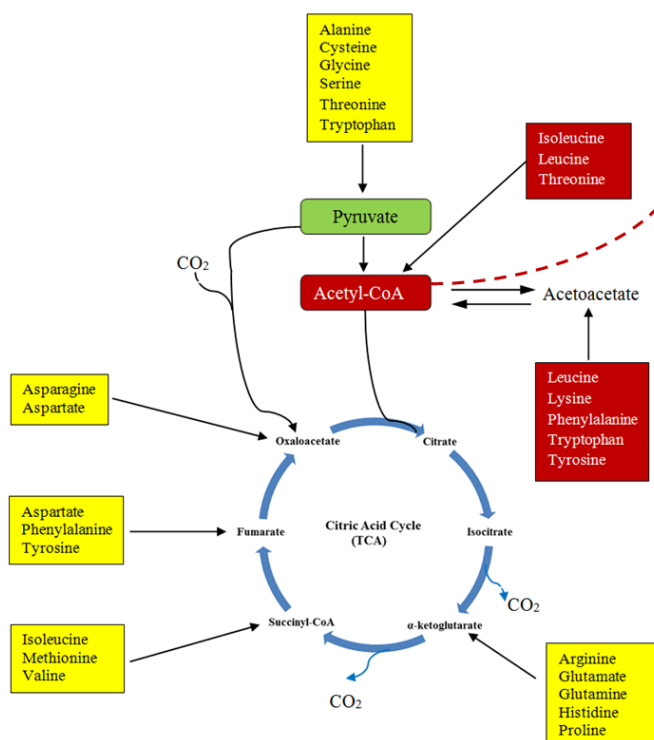 Alanine
Cysteine
Glycine
Serine
Threonine
Tryptophan
Isoleucine
Leucine
Threonine
Pyruvate
CO₂
Acetyl-CoA
Acetoacetate
Leucine
Lysine
Phenylalanine
Tryptophan
Tyrosine
Asparagine
Aspartate
Oxaloacetate
Citrate
Aspartate
Phenylalanine
Tyrosine
Fumarate
Citric Acid Cycle
(TCA)
Isocitrate
CO₂
Isoleucine
Methionine
Valine
Succinyl-CoA
α-ketoglutarate
CO₂
Arginine
Glutamate
Glutamine
Histidine
Proline